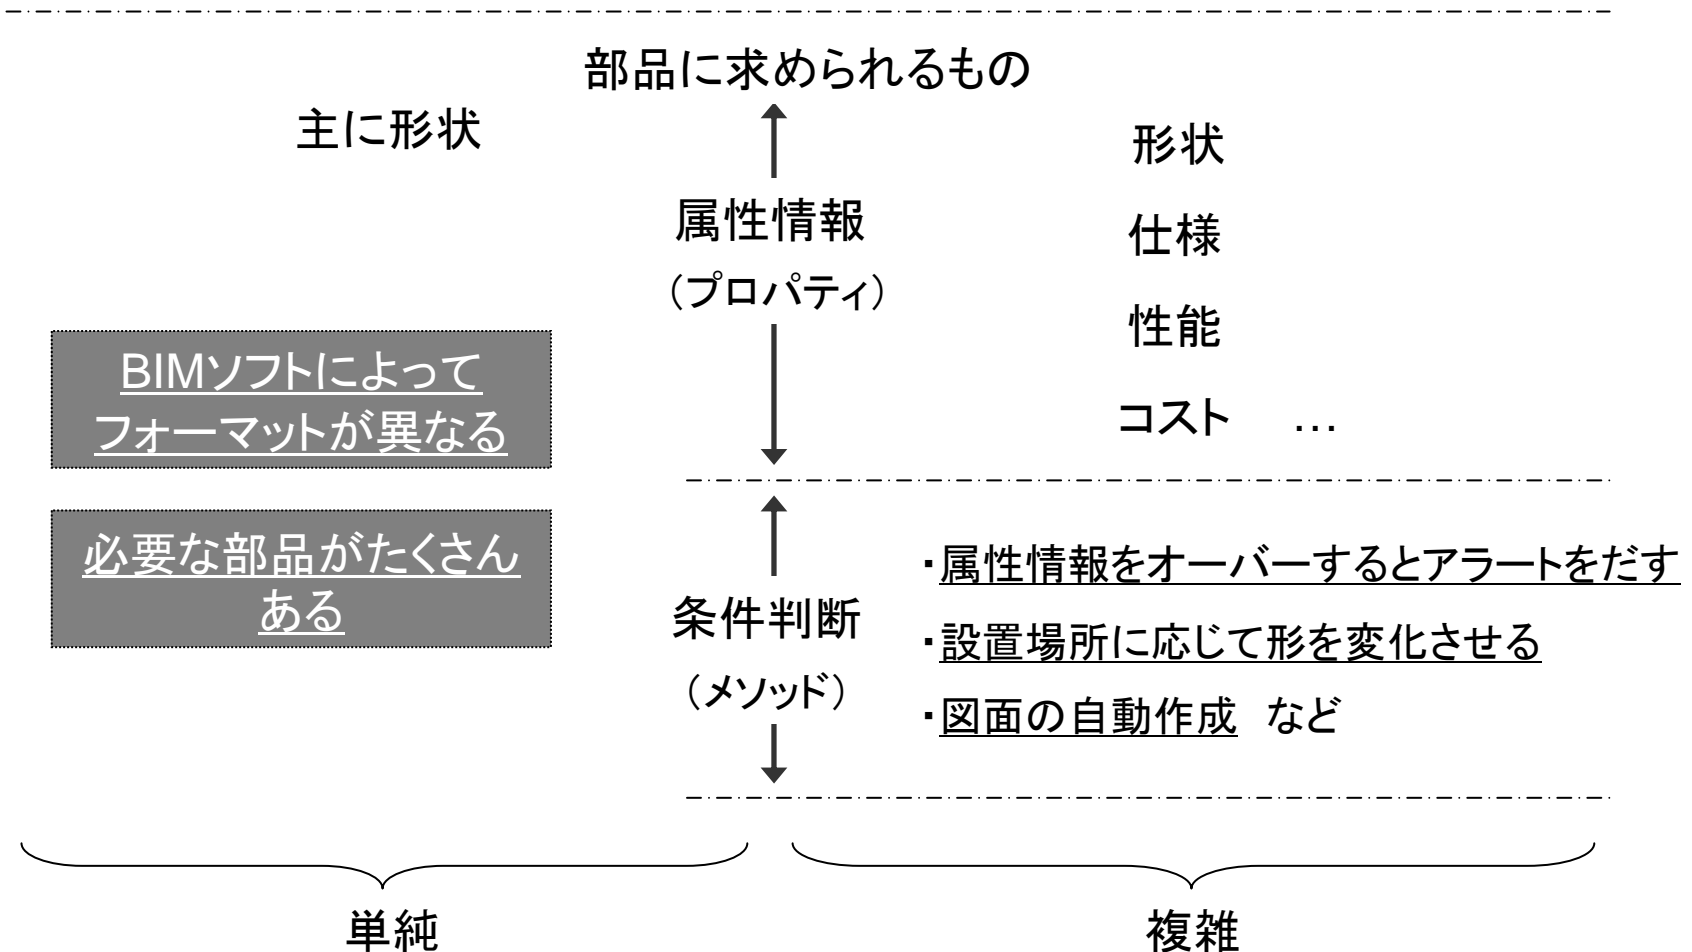 部品に求められるもの
主に形状
属性情報
（プロパティ）
形状
仕様
性能
コスト　…
BIMソフトによって
フォーマットが異なる
必要な部品がたくさん
ある
条件判断
（メソッド）
・属性情報をオーバーするとアラートをだす
・設置場所に応じて形を変化させる
・図面の自動作成　など
単純
複雑